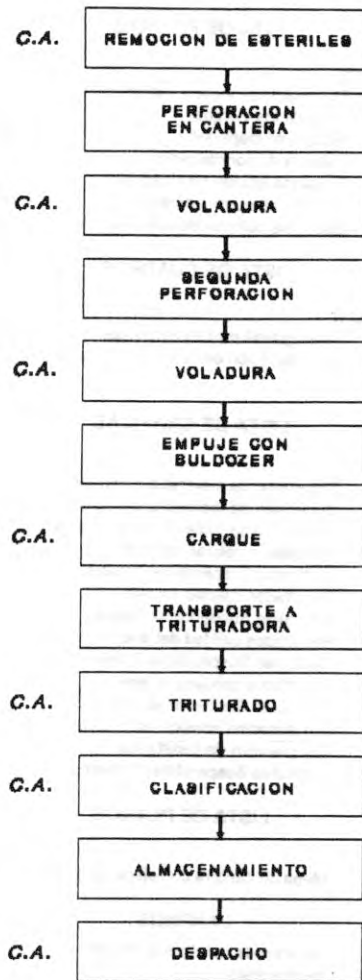 C.A. REMOCION DE ESTERILES
PERFORACION
EN CANTERA
C.A. VOLADURA
SEGUNDA
PERFORACION
C.A. VOLADURA
EMPUJE CON
BULDOZER
C.A. CARGUE
TRANSPORTE A
TRITURADORA
C.A. TRITURADO
C.A. CLASIFICACION
ALMACENAMIENTO
C.A. DESPACHO